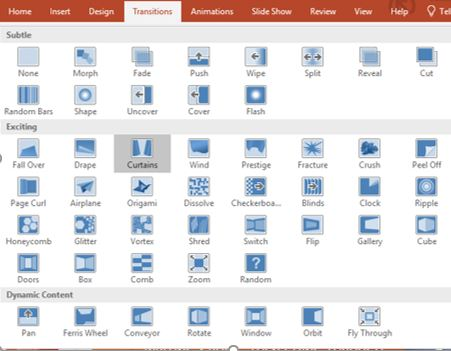 Home Insert Design Transitions Animations Slide Show Review View Help Tell
Subtle
None Morph Fade Push Wipe Split Reveal Cut
Random Bars Shape Uncover Cover Flash
Exciting
Fall Over Drape Curtains Wind Prestige Fracture Crush Peel Off
Page Curl Airplane Origami Dissolve Checkerboa... Blinds Clock Ripple
Honeycomb Glitter Vortex Shred Switch Flip Gallery Cube
Doors Box Comb Zoom Random
Dynamic Content
Pan Ferris Wheel Conveyor Rotate Window Orbit Fly Through